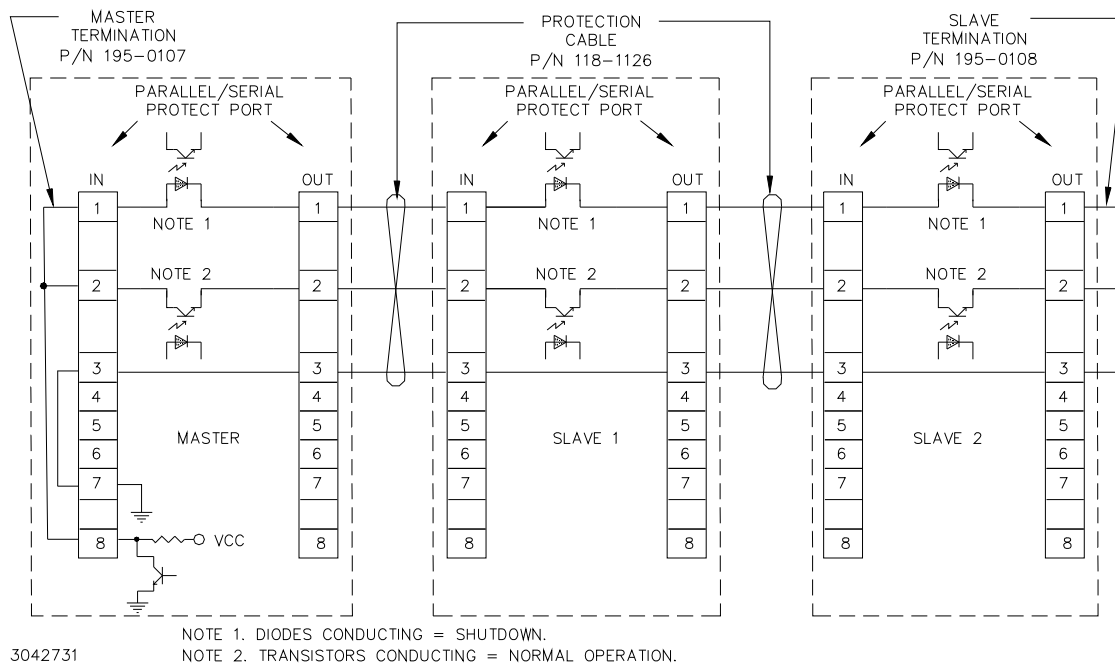 MASTER
TERMINATION
P/N 195-0107
PROTECTION
CABLE
P/N 118-1126
SLAVE
TERMINATION
P/N 195-0108
PARALLEL/SERIAL
PROTECT PORT
PARALLEL/SERIAL
PROTECT PORT
PARALLEL/SERIAL
PROTECT PORT
IN
OUT
IN
OUT
IN
OUT
1
NOTE 1
1
1
NOTE 1
1
1
NOTE 1
1
2
NOTE 2
2
2
NOTE 2
2
2
NOTE 2
2
3
3
3
3
3
3
4
4
4
4
4
4
5
MASTER
5
5
SLAVE 1
5
5
SLAVE 2
5
6
6
6
6
6
6
7
7
7
7
7
7
8
VCC
8
8
8
8
8
NOTE 1. DIODES CONDUCTING = SHUTDOWN.
3042731
NOTE 2. TRANSISTORS CONDUCTING = NORMAL OPERATION.